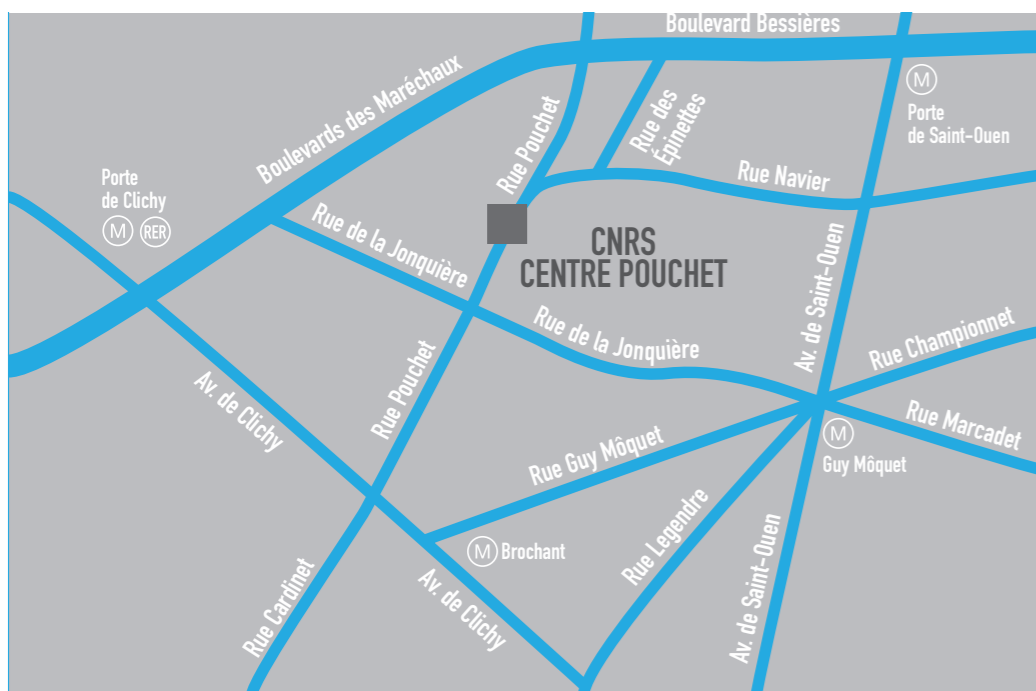 Boulevard Bessières
Boulevards des Maréchaux
M
Porte
de Saint-Ouen
Rue Pouchet
Rue des
Épinettes
Rue Navier
Porte
de Clichy
M RER
Rue de la Jonquière
CNRS
CENTRE POUCHET
Av. de Saint-Ouen
Rue de la Jonquière
Rue Championnet
Rue Pouchet
Av. de Clichy
Rue Marcadet
M
Guy Môquet
Rue Guy Môquet
Rue Legendre
M Brochant
Rue Cardinet
Av. de Clichy
Av. de Saint-Ouen